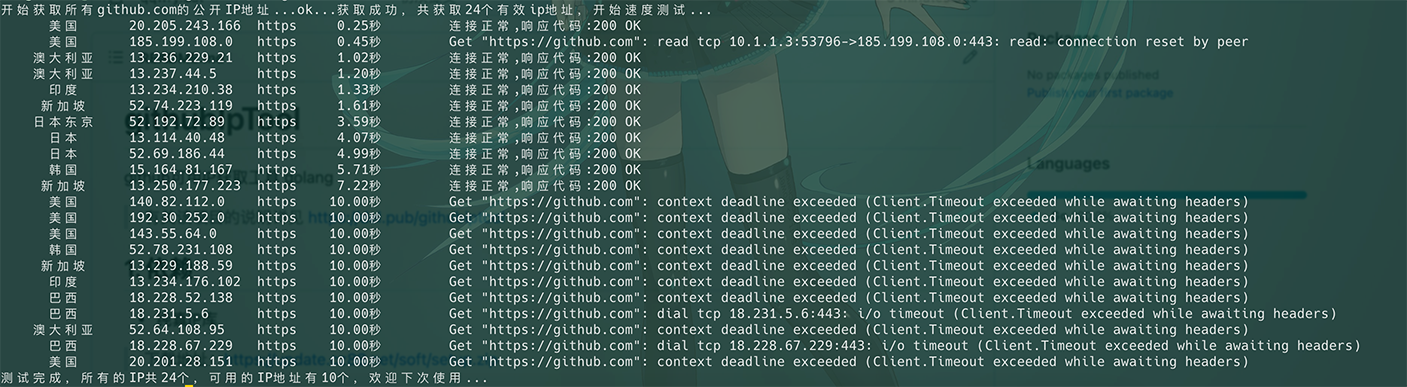 开始获取所有github.com的公开IP地址...ok...获取成功，共获取24个有效ip地址，开始速度测试...
美国 20.205.243.166 https 0.25秒 连接正常,响应代码:200 OK
美国 185.199.108.0 https 0.45秒 Get "https://github.com": read tcp 10.1.1.3:53796->185.199.108.0:443: read: connection reset by peer
澳大利亚 13.236.229.21 https 1.02秒 连接正常,响应代码:200 OK
澳大利亚 13.237.44.5 https 1.20秒 连接正常,响应代码:200 OK
印度 13.234.210.38 https 1.33秒 连接正常,响应代码:200 OK
新加坡 52.74.223.119 https 1.61秒 连接正常,响应代码:200 OK
日本东京 52.192.72.89 https 3.59秒 连接正常,响应代码:200 OK
日本 13.114.40.48 https 4.07秒 连接正常,响应代码:200 OK
日本 52.69.186.44 https 4.99秒 连接正常,响应代码:200 OK
韩国 15.164.81.167 https 5.71秒 连接正常,响应代码:200 OK
新加坡 13.250.177.223 https 7.22秒 连接正常,响应代码:200 OK
美国 140.82.112.0 https 10.00秒 Get "https://github.com": context deadline exceeded (Client.Timeout exceeded while awaiting headers)
美国 192.30.252.0 https 10.00秒 Get "https://github.com": context deadline exceeded (Client.Timeout exceeded while awaiting headers)
美国 143.55.64.0 https 10.00秒 Get "https://github.com": context deadline exceeded (Client.Timeout exceeded while awaiting headers)
韩国 52.78.231.108 https 10.00秒 Get "https://github.com": context deadline exceeded (Client.Timeout exceeded while awaiting headers)
新加坡 13.229.188.59 https 10.00秒 Get "https://github.com": context deadline exceeded (Client.Timeout exceeded while awaiting headers)
印度 13.234.176.102 https 10.00秒 Get "https://github.com": context deadline exceeded (Client.Timeout exceeded while awaiting headers)
巴西 18.228.52.138 https 10.00秒 Get "https://github.com": context deadline exceeded (Client.Timeout exceeded while awaiting headers)
巴西 18.231.5.6 https 10.00秒 Get "https://github.com": dial tcp 18.231.5.6:443: i/o timeout (Client.Timeout exceeded while awaiting headers)
澳大利亚 52.64.108.95 https 10.00秒 Get "https://github.com": context deadline exceeded (Client.Timeout exceeded while awaiting headers)
巴西 18.228.67.229 https 10.00秒 Get "https://github.com": dial tcp 18.228.67.229:443: i/o timeout (Client.Timeout exceeded while awaiting headers)
美国 20.201.28.151 https 10.00秒 Get "https://github.com": context deadline exceeded (Client.Timeout exceeded while awaiting headers)
测试完成，所有的IP共24个，可用的IP地址有10个，欢迎下次使用...
No packages published
Publish your first package
Languages